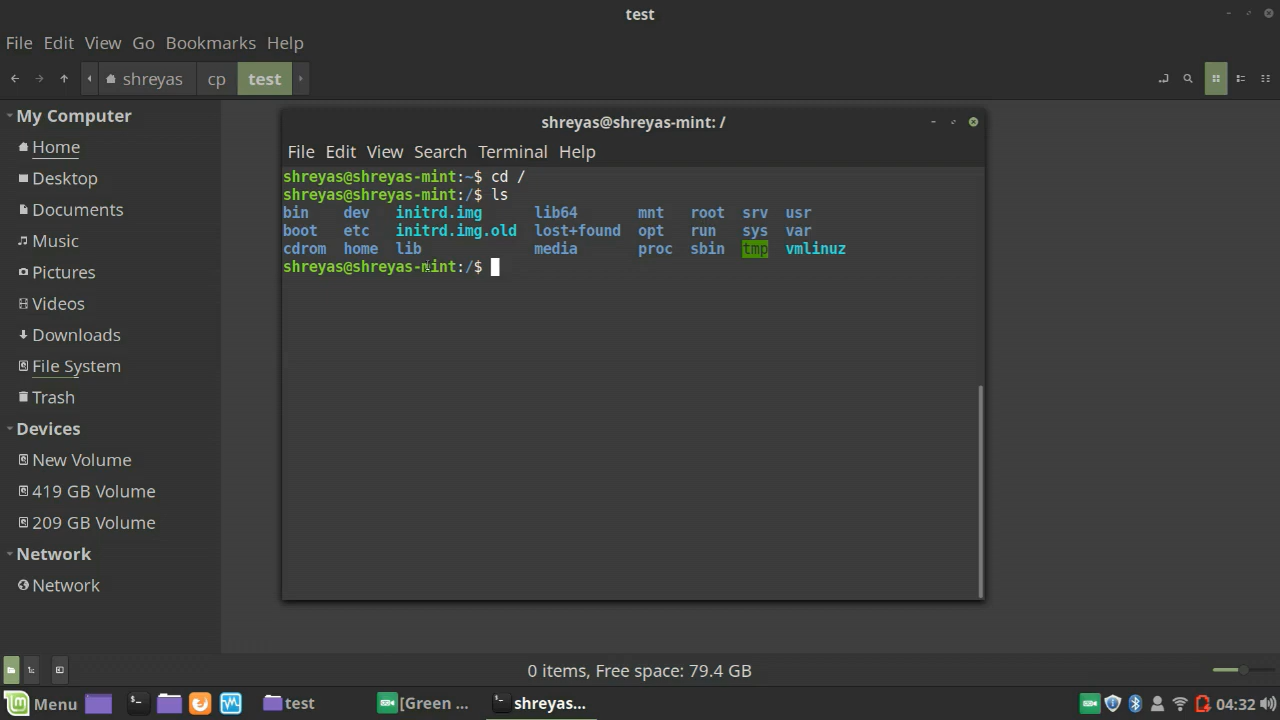 test
File Edit View Go Bookmarks Help
shreyas cp test
My Computer
Home
Desktop
Documents
Music
Pictures
Videos
Downloads
File System
Trash
Devices
New Volume
419 GB Volume
209 GB Volume
Network
Network
shreyas@shreyas-mint: /
File Edit View Search Terminal Help
shreyas@shreyas-mint:~$ cd /
shreyas@shreyas-mint:/$ ls
bin dev initrd.img lib64 mnt root srv usr
boot etc initrd.img.old lost+found opt run sys var
cdrom home lib media proc sbin tmp vmlinuz
shreyas@shreyas-mint:/$
0 items, Free space: 79.4 GB
Menu test [Green ... shreyas... 04:32